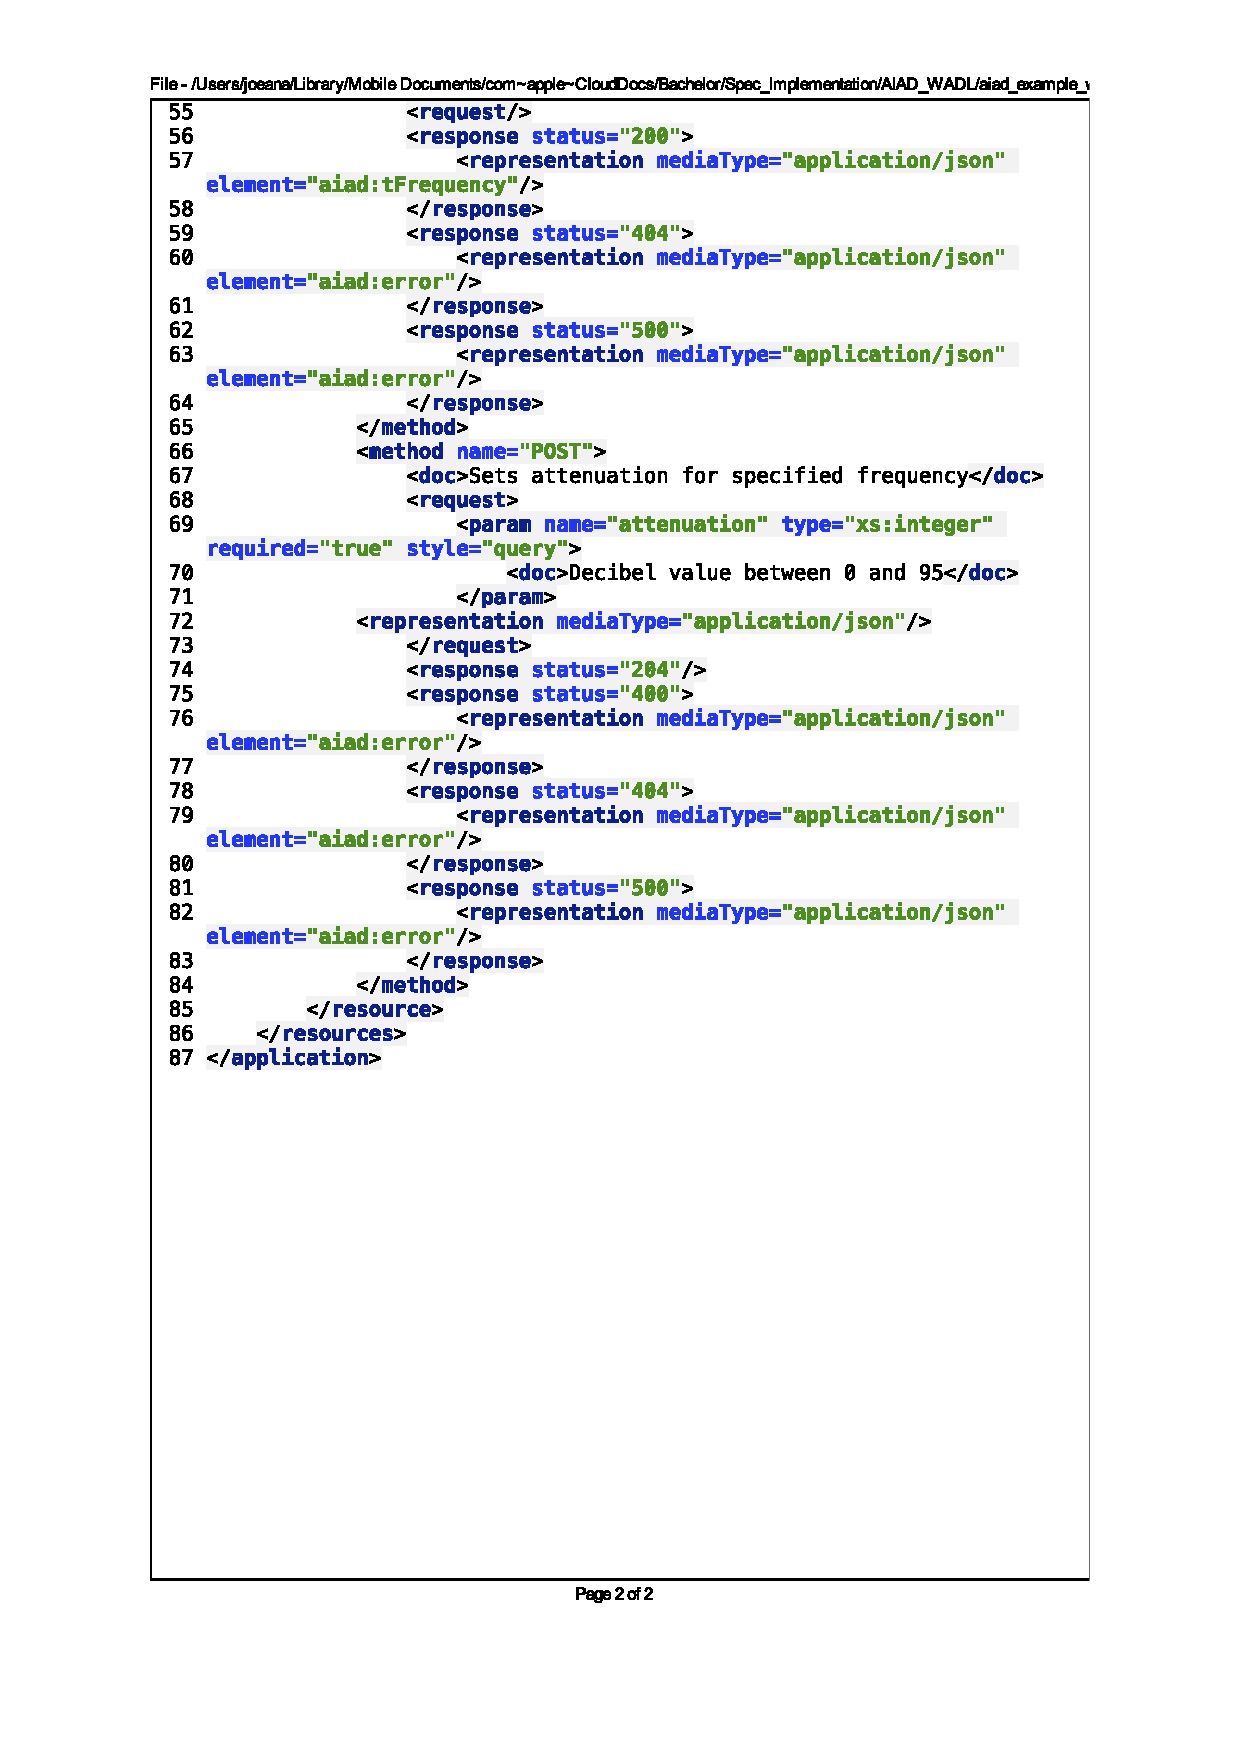 File - /Users/joeana/Library/Mobile Documents/com~apple~CloudDocs/Bachelor/Spec_Implementation/AIAD_WADL/aiad_example_
55                 <request/>
56                 <response status="200">
57                     <representation mediaType="application/json"
element="aiad:tFrequency"/>
58                 </response>
59                 <response status="404">
60                     <representation mediaType="application/json"
element="aiad:error"/>
61                 </response>
62                 <response status="500">
63                     <representation mediaType="application/json"
element="aiad:error"/>
64                 </response>
65             </method>
66             <method name="POST">
67                 <doc>Sets attenuation for specified frequency</doc>
68                 <request>
69                     <param name="attenuation" type="xs:integer"
required="true" style="query">
70                         <doc>Decibel value between 0 and 95</doc>
71                     </param>
72             <representation mediaType="application/json"/>
73                 </request>
74                 <response status="204"/>
75                 <response status="400">
76                     <representation mediaType="application/json"
element="aiad:error"/>
77                 </response>
78                 <response status="404">
79                     <representation mediaType="application/json"
element="aiad:error"/>
80                 </response>
81                 <response status="500">
82                     <representation mediaType="application/json"
element="aiad:error"/>
83                 </response>
84             </method>
85         </resource>
86     </resources>
87 </application>
Page 2 of 2